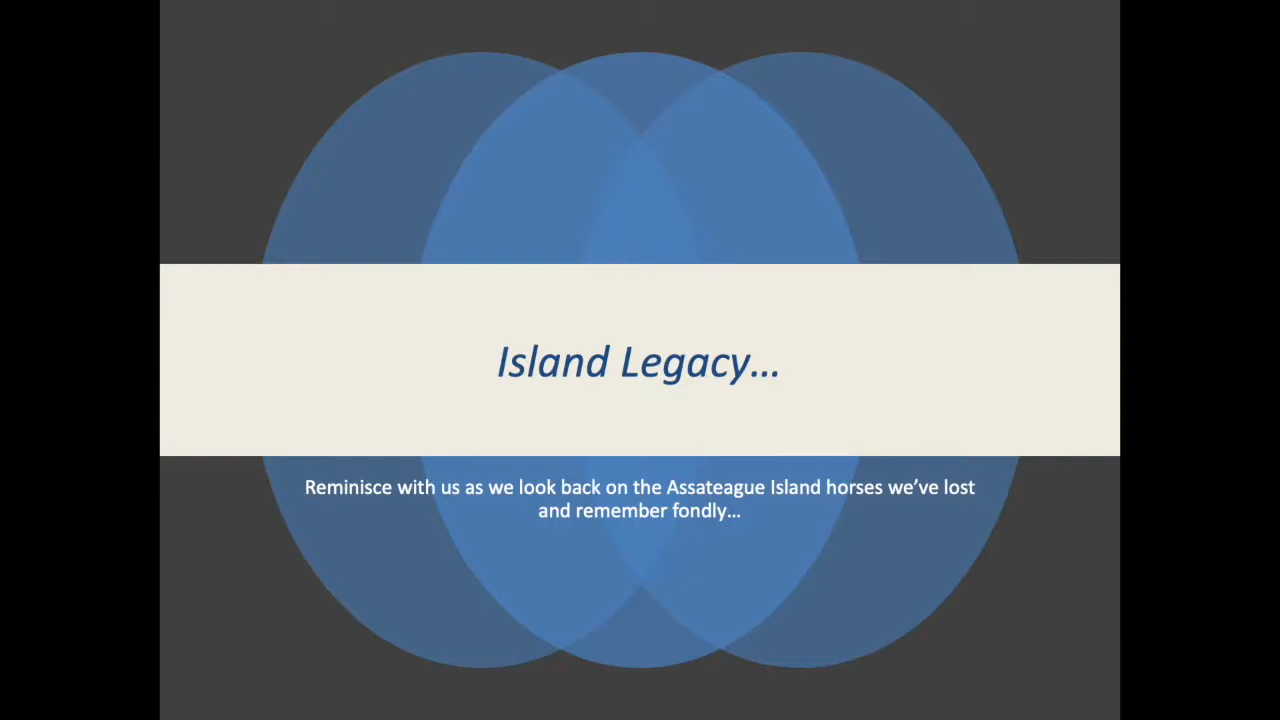 Island Legacy...
Reminisce with us as we look back on the Assateague Island horses we’ve lost
and remember fondly...